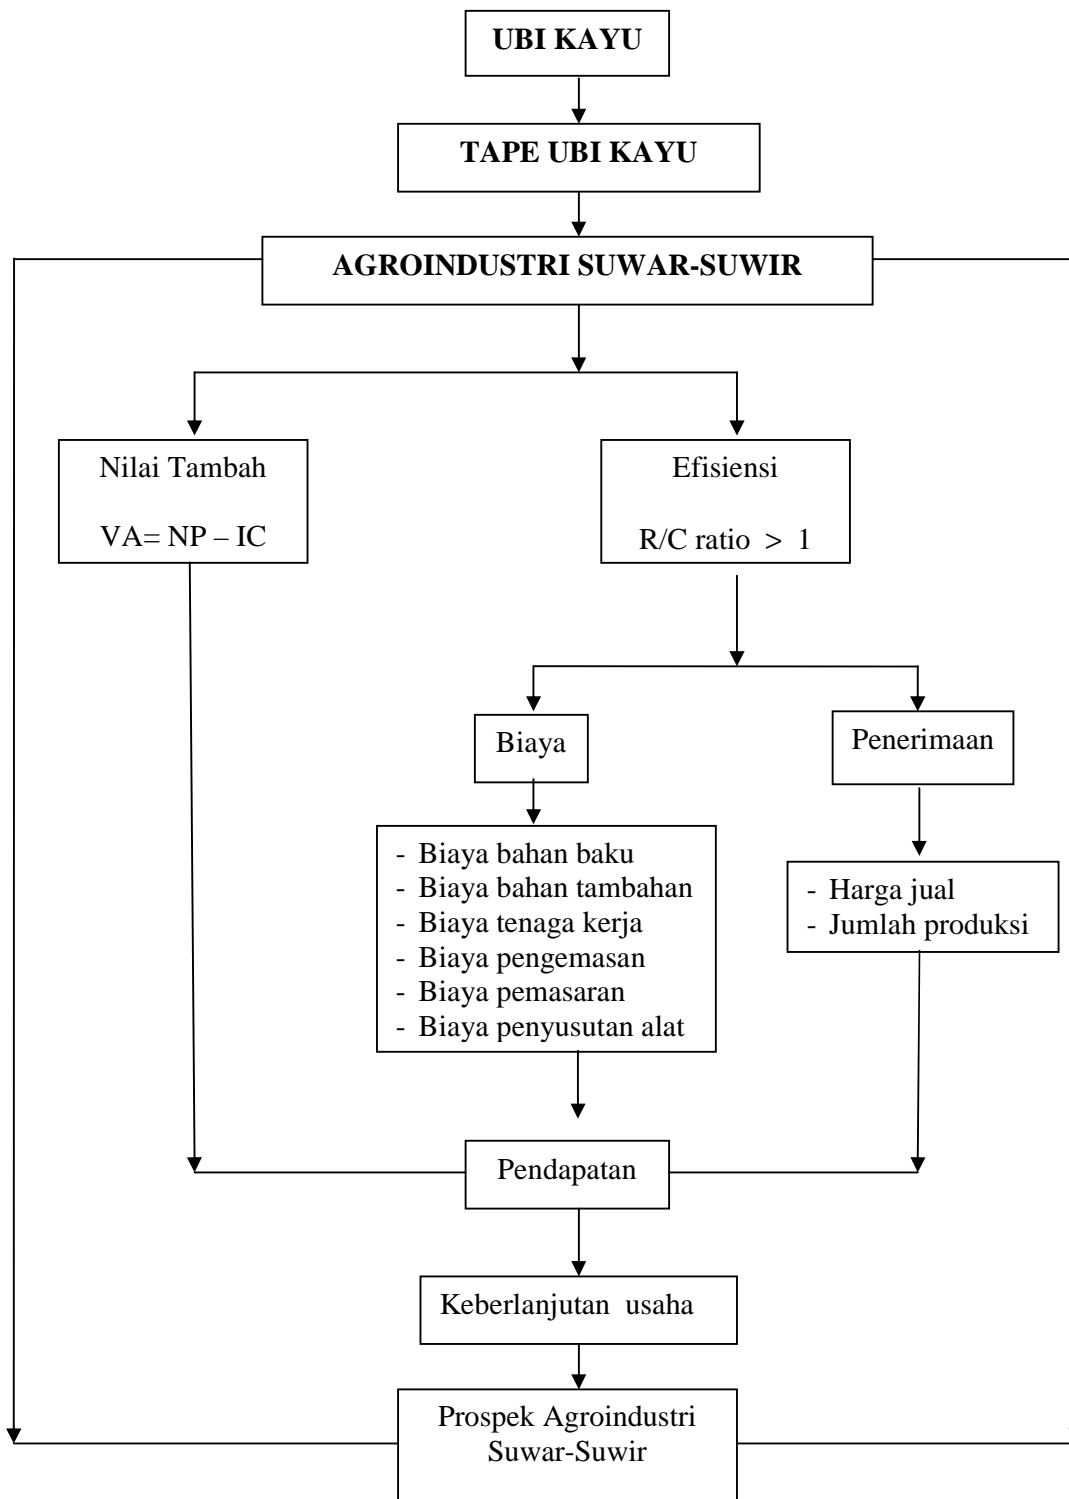 UBI KAYU
TAPE UBI KAYU
AGROINDUSTRI SUWAR-SUWIR
Nilai Tambah
VA= NP – IC
Efisiensi
R/C ratio > 1
Biaya
Penerimaan
- Biaya bahan baku
- Biaya bahan tambahan
- Biaya tenaga kerja
- Biaya pengemasan
- Biaya pemasaran
- Biaya penyusutan alat
- Harga jual
- Jumlah produksi
Pendapatan
Keberlanjutan usaha
Prospek Agroindustri
Suwar-Suwir